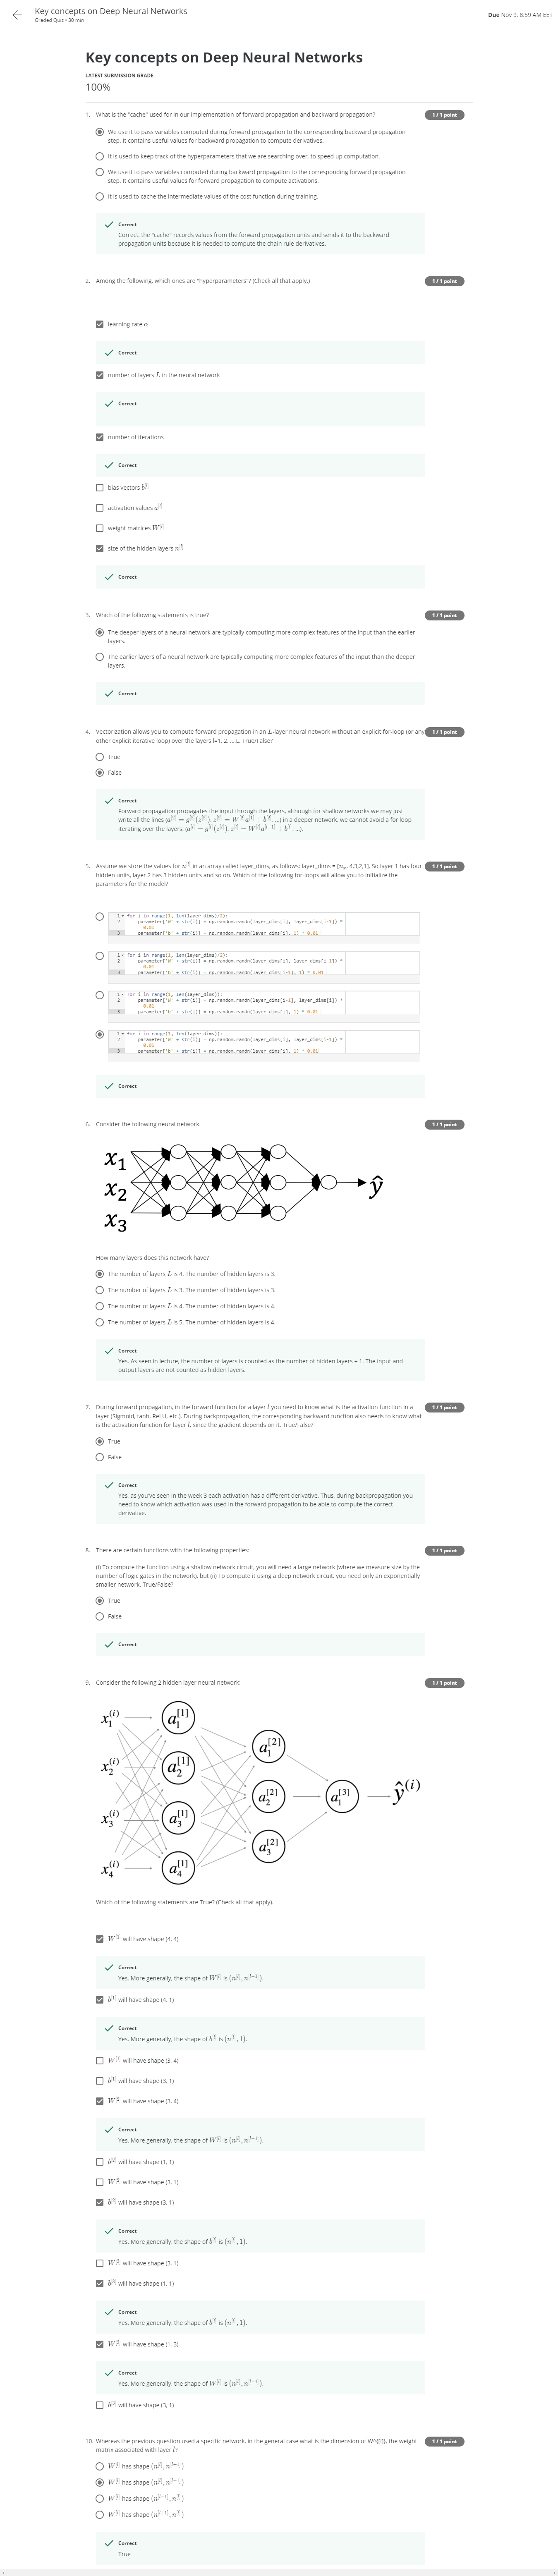 Key concepts on Deep Neural Networks
Graded Quiz • 30 min
Due Nov 9, 8:59 AM EET
Key concepts on Deep Neural Networks
LATEST SUBMISSION GRADE
100%
1. What is the "cache" used for in our implementation of forward propagation and backward propagation?
1 / 1 point
We use it to pass variables computed during forward propagation to the corresponding backward propagation
step. It contains useful values for backward propagation to compute derivatives.
It is used to keep track of the hyperparameters that we are searching over, to speed up computation.
We use it to pass variables computed during backward propagation to the corresponding forward propagation
step. It contains useful values for forward propagation to compute activations.
It is used to cache the intermediate values of the cost function during training.
Correct
Correct, the "cache" records values from the forward propagation units and sends it to the backward
propagation units because it is needed to compute the chain rule derivatives.
2. Among the following, which ones are "hyperparameters"? (Check all that apply.)
1 / 1 point
learning rate α
Correct
number of layers L in the neural network
Correct
number of iterations
Correct
bias vectors b^[l]
activation values a^[l]
weight matrices W^[l]
size of the hidden layers n^[l]
Correct
3. Which of the following statements is true?
1 / 1 point
The deeper layers of a neural network are typically computing more complex features of the input than the earlier
layers.
The earlier layers of a neural network are typically computing more complex features of the input than the deeper
layers.
Correct
4. Vectorization allows you to compute forward propagation in an L-layer neural network without an explicit for-loop (or any
1 / 1 point
other explicit iterative loop) over the layers l=1, 2, ...,L. True/False?
True
False
Correct
Forward propagation propagates the input through the layers, although for shallow networks we may just
write all the lines (a^[2] = g^[2](z^[2]), z^[2] = W^[2]a^[1] + b^[2], ...) in a deeper network, we cannot avoid a for loop
iterating over the layers: (a^[l] = g^[l](z^[l]), z^[l] = W^[l]a^[l−1] + b^[l], ...).
5. Assume we store the values for n^[l] in an array called layer_dims, as follows: layer_dims = [n_x, 4,3,2,1]. So layer 1 has four
1 / 1 point
hidden units, layer 2 has 3 hidden units and so on. Which of the following for-loops will allow you to initialize the
parameters for the model?
1 for i in range(1, len(layer_dims)/2):
2 parameter['W' + str(i)] = np.random.randn(layer_dims[i], layer_dims[i-1]) *
0.01
3 parameter['b' + str(i)] = np.random.randn(layer_dims[i], 1) * 0.01
1 for i in range(1, len(layer_dims)/2):
2 parameter['W' + str(i)] = np.random.randn(layer_dims[i], layer_dims[i-1]) *
0.01
3 parameter['b' + str(i)] = np.random.randn(layer_dims[i-1], 1) * 0.01
1 for i in range(1, len(layer_dims)):
2 parameter['W' + str(i)] = np.random.randn(layer_dims[i-1], layer_dims[i]) *
0.01
3 parameter['b' + str(i)] = np.random.randn(layer_dims[i], 1) * 0.01
1 for i in range(1, len(layer_dims)):
2 parameter['W' + str(i)] = np.random.randn(layer_dims[i], layer_dims[i-1]) *
0.01
3 parameter['b' + str(i)] = np.random.randn(layer_dims[i], 1) * 0.01
Correct
6. Consider the following neural network.
1 / 1 point
x1
x2
ŷ
x3
How many layers does this network have?
The number of layers L is 4. The number of hidden layers is 3.
The number of layers L is 3. The number of hidden layers is 3.
The number of layers L is 4. The number of hidden layers is 4.
The number of layers L is 5. The number of hidden layers is 4.
Correct
Yes. As seen in lecture, the number of layers is counted as the number of hidden layers + 1. The input and
output layers are not counted as hidden layers.
7. During forward propagation, in the forward function for a layer l you need to know what is the activation function in a
1 / 1 point
layer (Sigmoid, tanh, ReLU, etc.). During backpropagation, the corresponding backward function also needs to know what
is the activation function for layer l, since the gradient depends on it. True/False?
True
False
Correct
Yes, as you've seen in the week 3 each activation has a different derivative. Thus, during backpropagation you
need to know which activation was used in the forward propagation to be able to compute the correct
derivative.
8. There are certain functions with the following properties:
1 / 1 point
(i) To compute the function using a shallow network circuit, you will need a large network (where we measure size by the
number of logic gates in the network), but (ii) To compute it using a deep network circuit, you need only an exponentially
smaller network. True/False?
True
False
Correct
9. Consider the following 2 hidden layer neural network:
1 / 1 point
x1^(i) a1^[1]
a1^[2]
x2^(i) a2^[1]
a2^[2] a1^[3] ŷ^(i)
x3^(i) a3^[1]
a3^[2]
x4^(i) a4^[1]
Which of the following statements are True? (Check all that apply).
W^[1] will have shape (4, 4)
Correct
Yes. More generally, the shape of W^[l] is (n^[l], n^[l−1]).
b^[1] will have shape (4, 1)
Correct
Yes. More generally, the shape of b^[l] is (n^[l], 1).
W^[1] will have shape (3, 4)
b^[1] will have shape (3, 1)
W^[2] will have shape (3, 4)
Correct
Yes. More generally, the shape of W^[l] is (n^[l], n^[l−1]).
b^[2] will have shape (1, 1)
W^[2] will have shape (3, 1)
b^[2] will have shape (3, 1)
Correct
Yes. More generally, the shape of b^[l] is (n^[l], 1).
W^[3] will have shape (3, 1)
b^[3] will have shape (1, 1)
Correct
Yes. More generally, the shape of b^[l] is (n^[l], 1).
W^[3] will have shape (1, 3)
Correct
Yes. More generally, the shape of W^[l] is (n^[l], n^[l−1]).
b^[3] will have shape (3, 1)
10. Whereas the previous question used a specific network, in the general case what is the dimension of W^{[l]}, the weight
1 / 1 point
matrix associated with layer l?
W^[l] has shape (n^[l], n^[l+1])
W^[l] has shape (n^[l], n^[l−1])
W^[l] has shape (n^[l−1], n^[l])
W^[l] has shape (n^[l+1], n^[l])
Correct
True